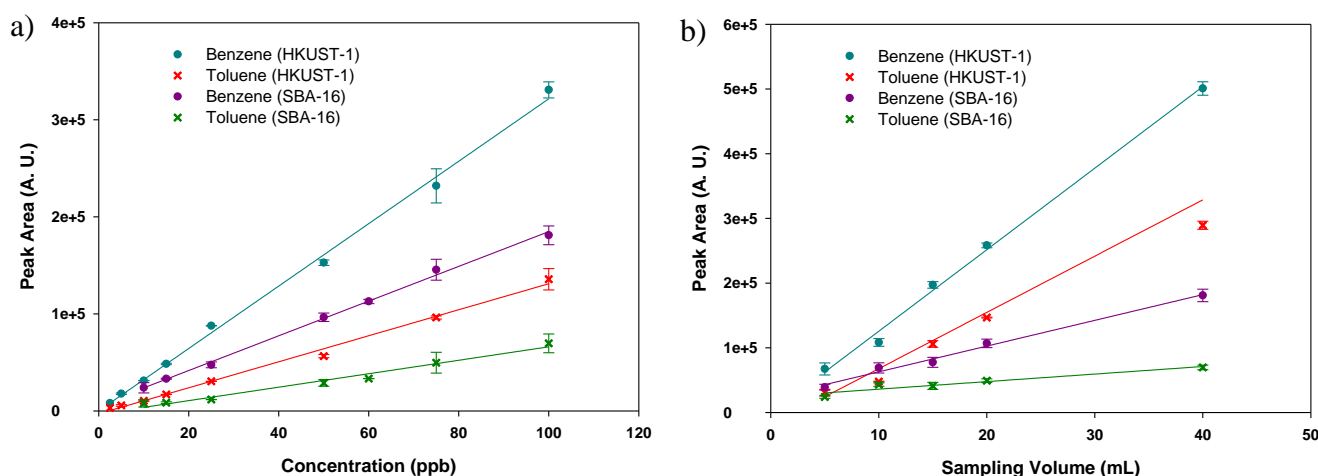 a)
Benzene (HKUST-1)
Toluene (HKUST-1)
Benzene (SBA-16)
Toluene (SBA-16)
Peak Area (A. U.)
3e+5
2e+5
1e+5
0
0 20 40 60 80 100 120
Concentration (ppb)
b)
Benzene (HKUST-1)
Toluene (HKUST-1)
Benzene (SBA-16)
Toluene (SBA-16)
Peak Area (A. U.)
6e+5
5e+5
4e+5
3e+5
2e+5
1e+5
0
0 10 20 30 40 50
Sampling Volume (mL)